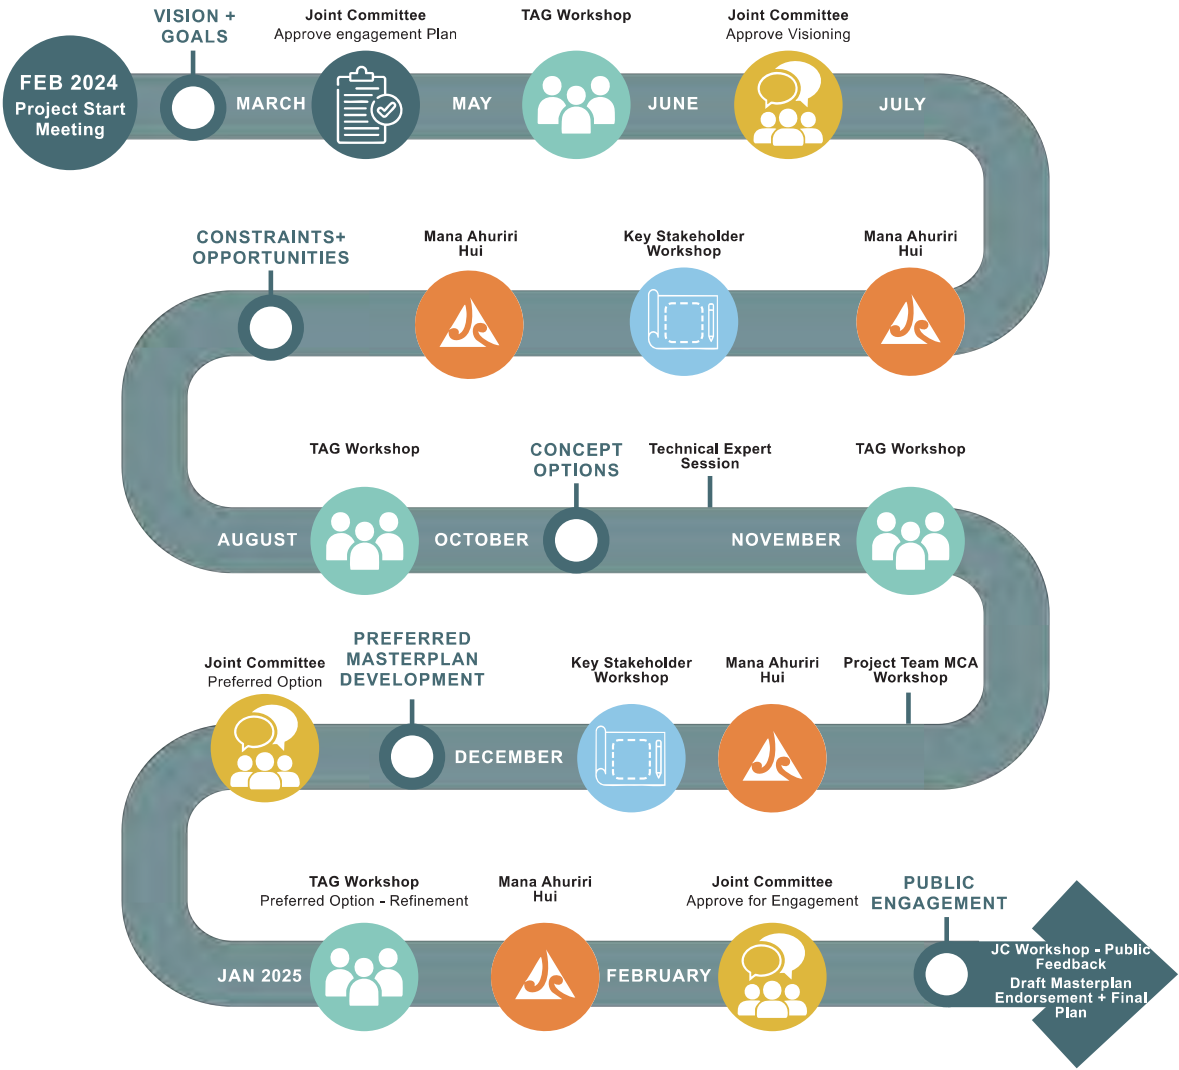 FEB 2024
Project Start
Meeting
VISION +
GOALS
MARCH
Joint Committee
Approve engagement Plan
MAY
TAG Workshop
JUNE
Joint Committee
Approve Visioning
JULY
Mana Ahuriri
Hui
Key Stakeholder
Workshop
Mana Ahuriri
Hui
CONSTRAINTS+
OPPORTUNITIES
AUGUST
TAG Workshop
OCTOBER
CONCEPT
OPTIONS
Technical Expert
Session
NOVEMBER
TAG Workshop
Project Team MCA
Workshop
Mana Ahuriri
Hui
Key Stakeholder
Workshop
DECEMBER
PREFERRED
MASTERPLAN
DEVELOPMENT
Joint Committee
Preferred Option
JAN 2025
TAG Workshop
Preferred Option - Refinement
Mana Ahuriri
Hui
FEBRUARY
Joint Committee
Approve for Engagement
PUBLIC
ENGAGEMENT
JC Workshop - Public
Feedback
Draft Masterplan
Endorsement + Final
Plan